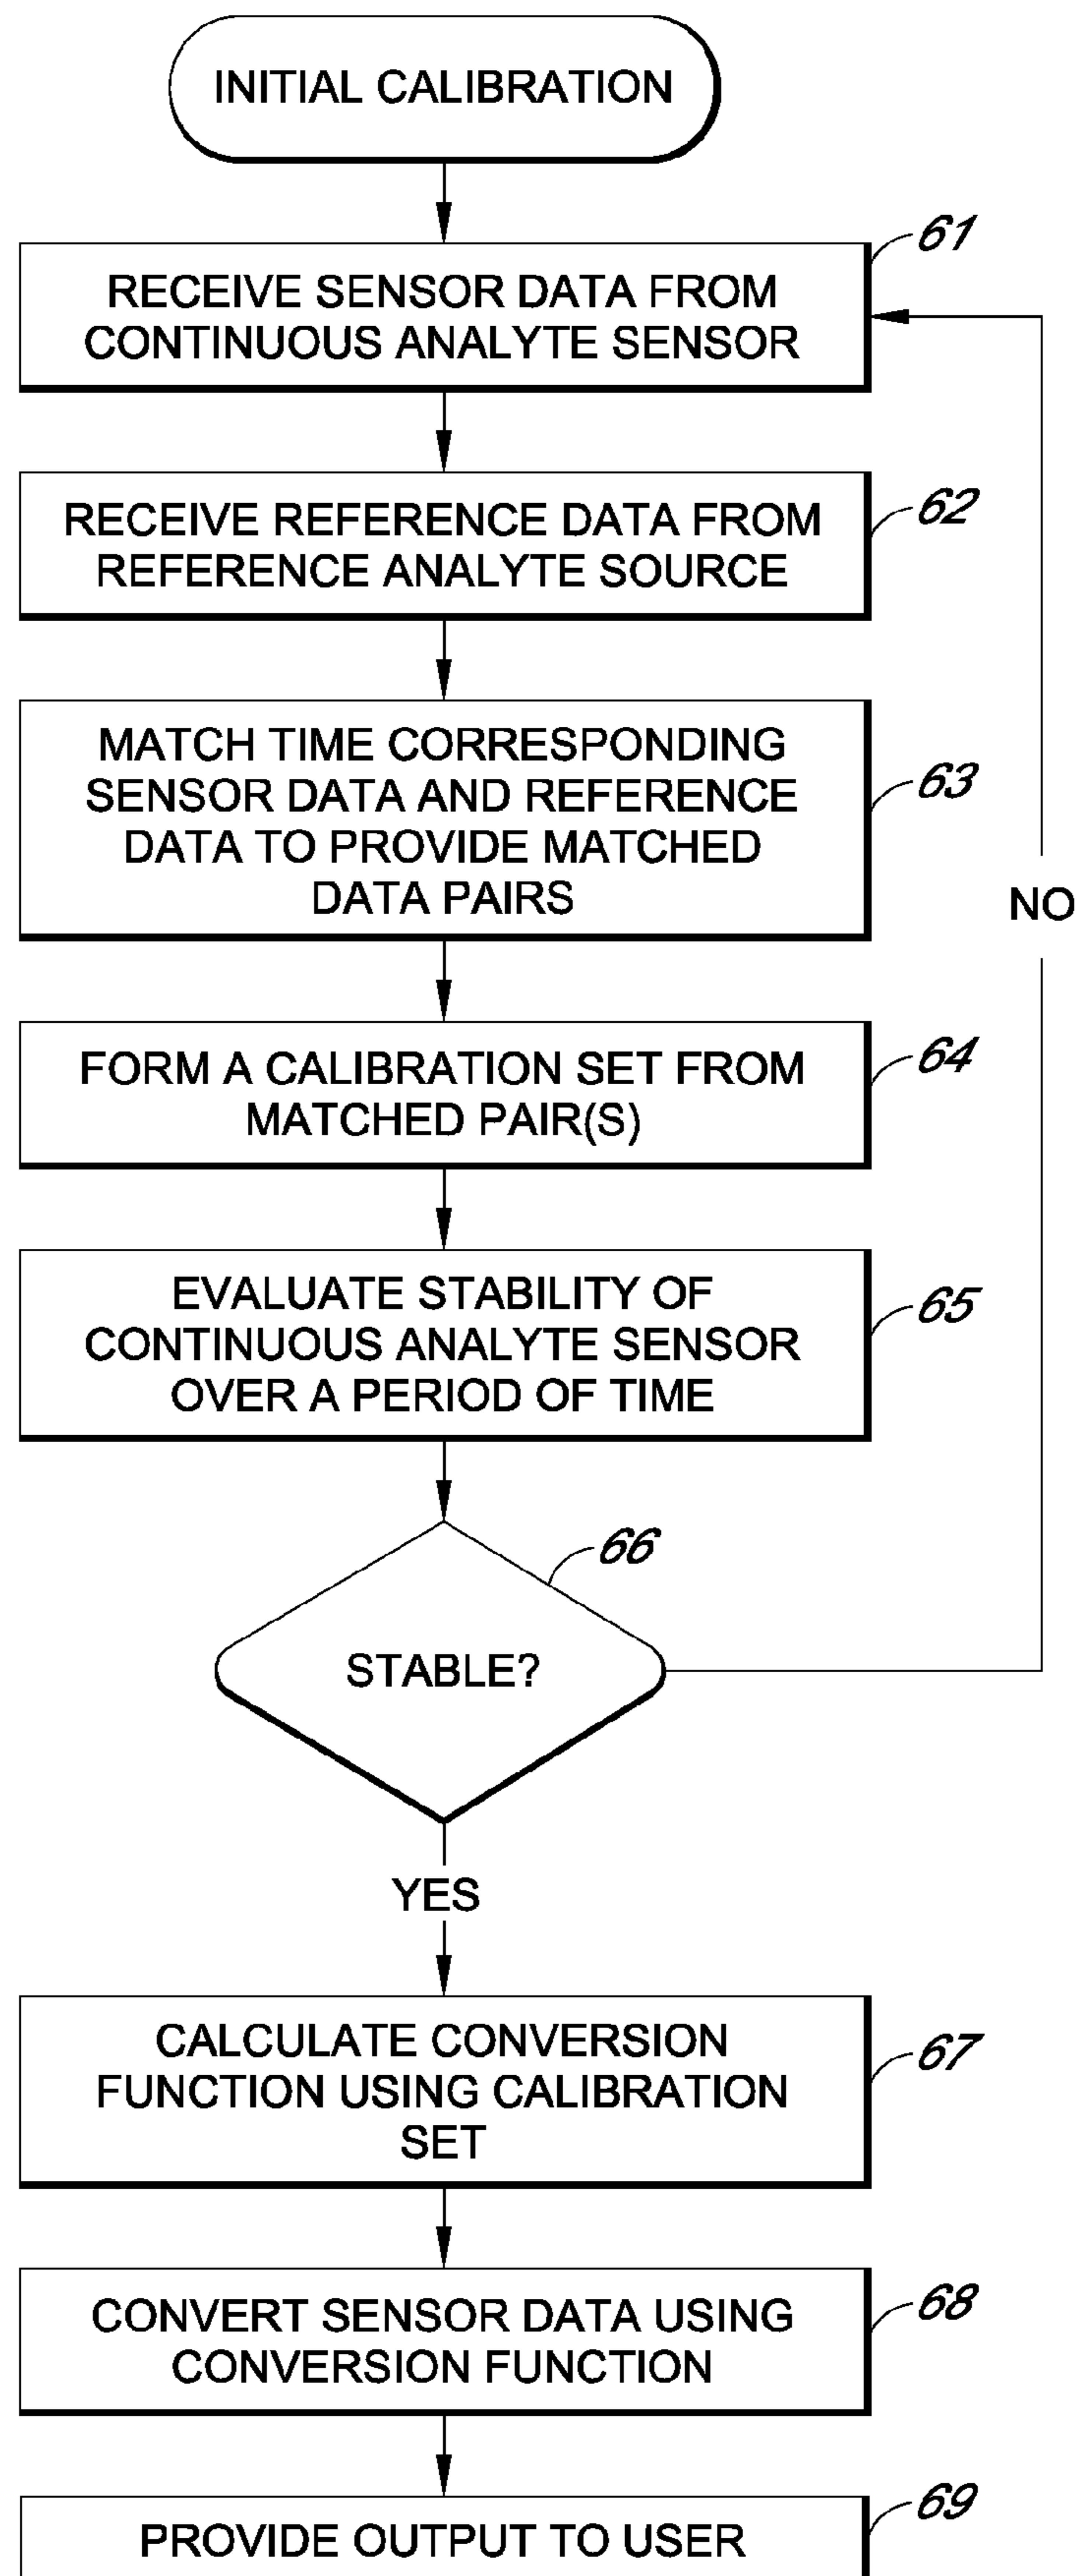 INITIAL CALIBRATION
61
RECEIVE SENSOR DATA FROM
CONTINUOUS ANALYTE SENSOR
62
RECEIVE REFERENCE DATA FROM
REFERENCE ANALYTE SOURCE
63
MATCH TIME CORRESPONDING
SENSOR DATA AND REFERENCE
DATA TO PROVIDE MATCHED
DATA PAIRS
NO
64
FORM A CALIBRATION SET FROM
MATCHED PAIR(S)
65
EVALUATE STABILITY OF
CONTINUOUS ANALYTE SENSOR
OVER A PERIOD OF TIME
66
STABLE?
YES
67
CALCULATE CONVERSION
FUNCTION USING CALIBRATION
SET
68
CONVERT SENSOR DATA USING
CONVERSION FUNCTION
69
PROVIDE OUTPUT TO USER